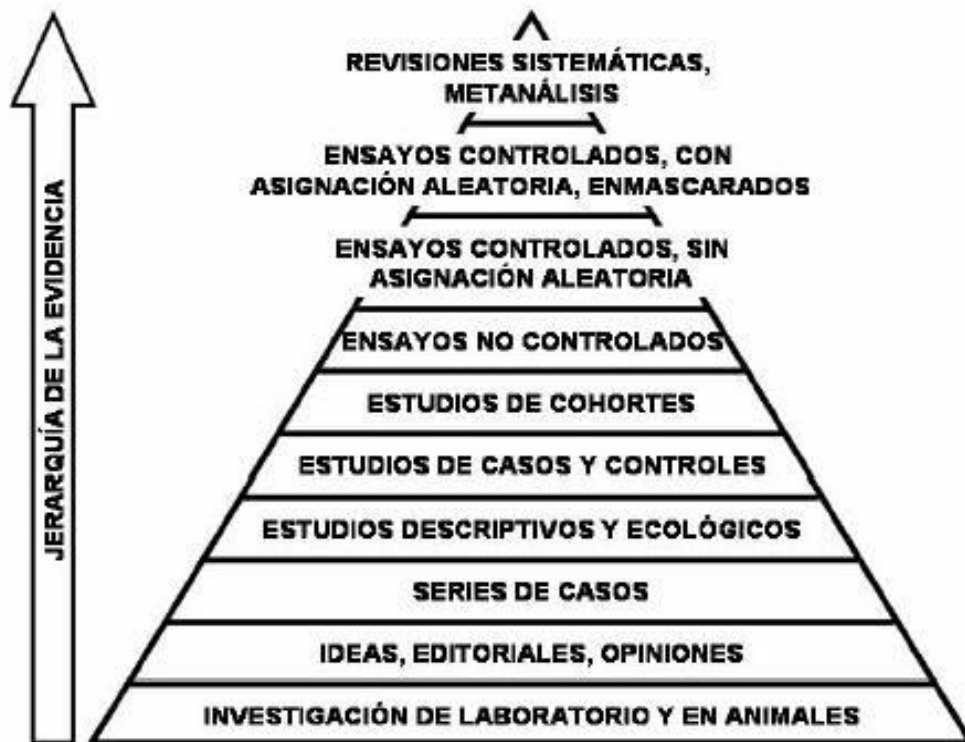 JERARQUÍA DE LA EVIDENCIA
REVISIONES SISTEMÁTICAS,
METANÁLISIS
ENSAYOS CONTROLADOS, CON
ASIGNACIÓN ALEATORIA, ENMASCARADOS
ENSAYOS CONTROLADOS, SIN
ASIGNACIÓN ALEATORIA
ENSAYOS NO CONTROLADOS
ESTUDIOS DE COHORTES
ESTUDIOS DE CASOS Y CONTROLES
ESTUDIOS DESCRIPTIVOS Y ECOLÓGICOS
SERIES DE CASOS
IDEAS, EDITORIALES, OPINIONES
INVESTIGACIÓN DE LABORATORIO Y EN ANIMALES